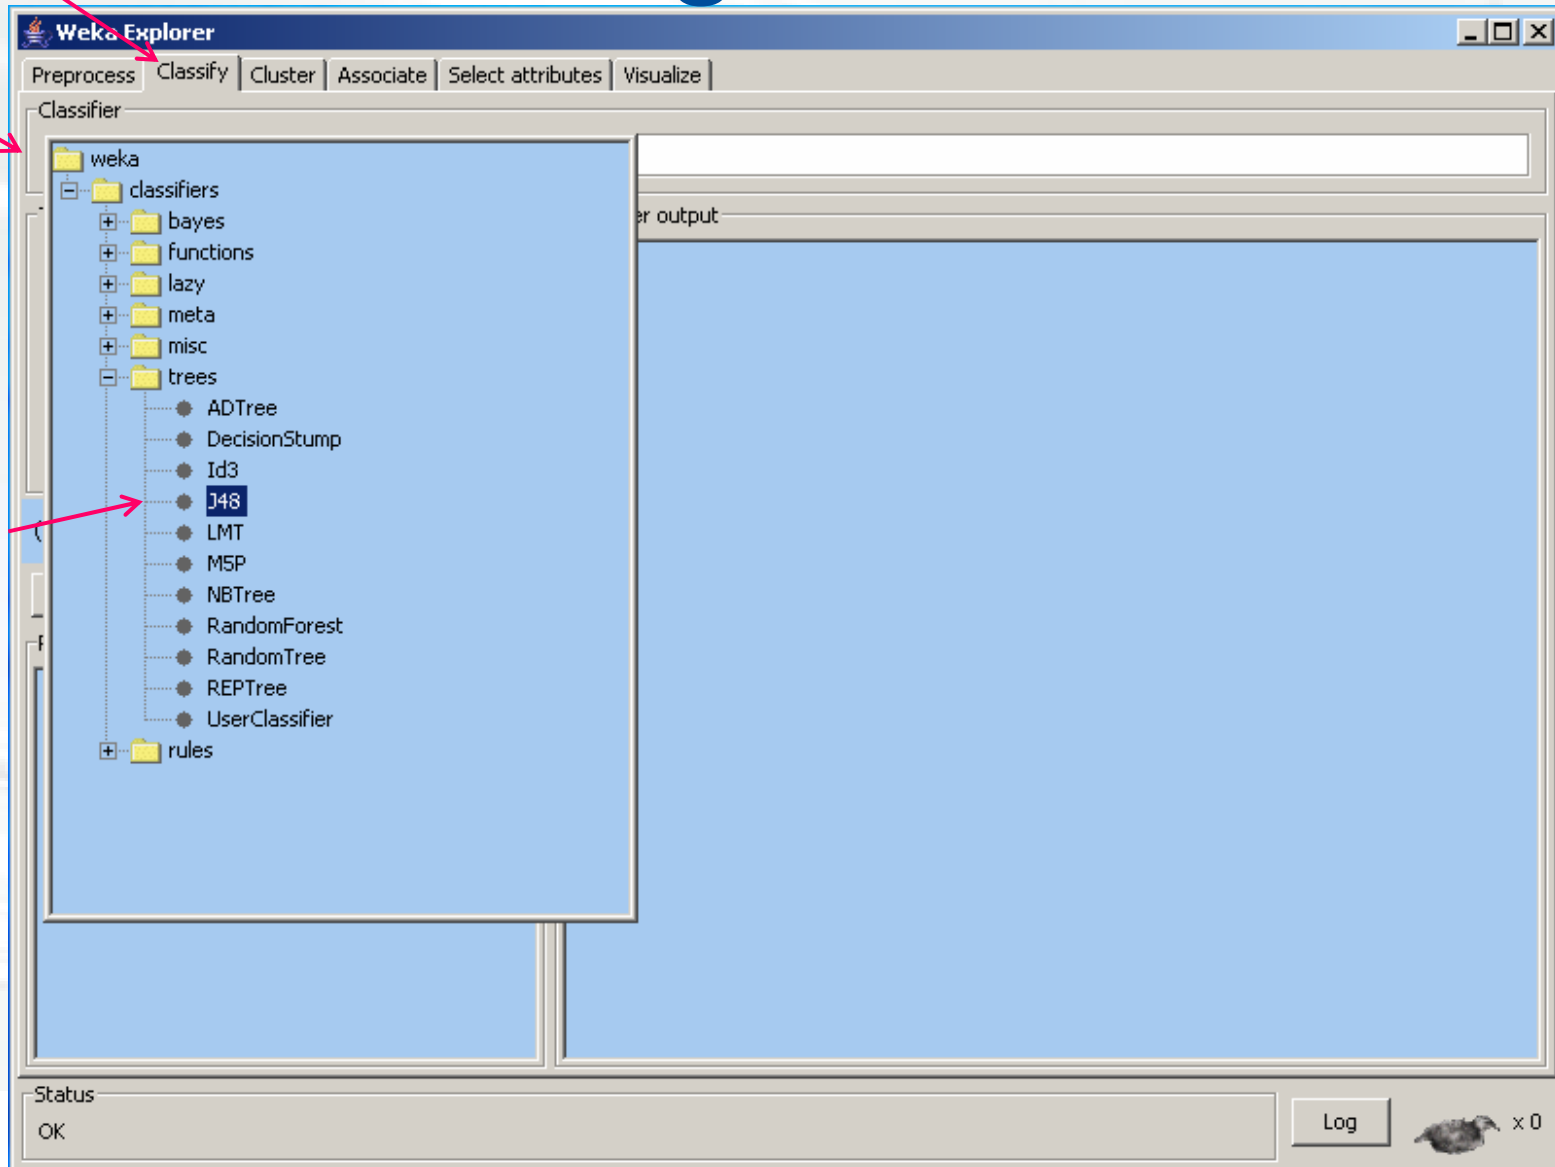 Weka Explorer
Preprocess Classify Cluster Associate Select attributes Visualize
Classifier
weka
classifiers
er output
bayes
functions
lazy
meta
misc
trees
ADTree
DecisionStump
Id3
J48
LMT
M5P
NBTree
RandomForest
RandomTree
REPTree
UserClassifier
rules
Status
OK
Log
x 0